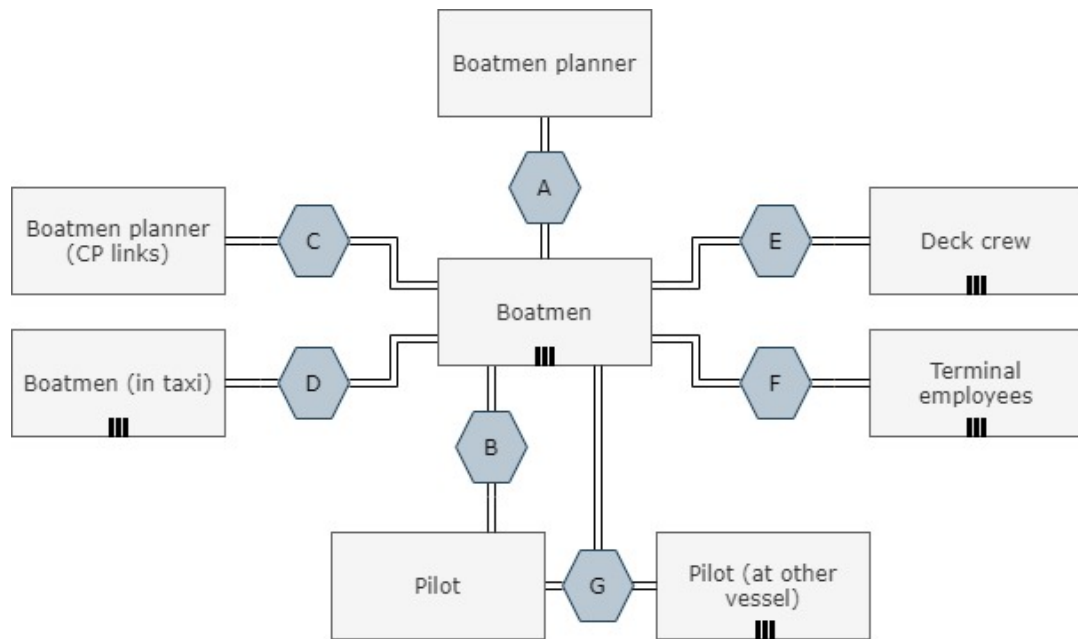 Boatmen planner
A
Boatmen planner
(CP links)
C
E
Deck crew
Boatmen
Boatmen (in taxi)
D
F
Terminal
employees
B
Pilot
G
Pilot (at other
vessel)